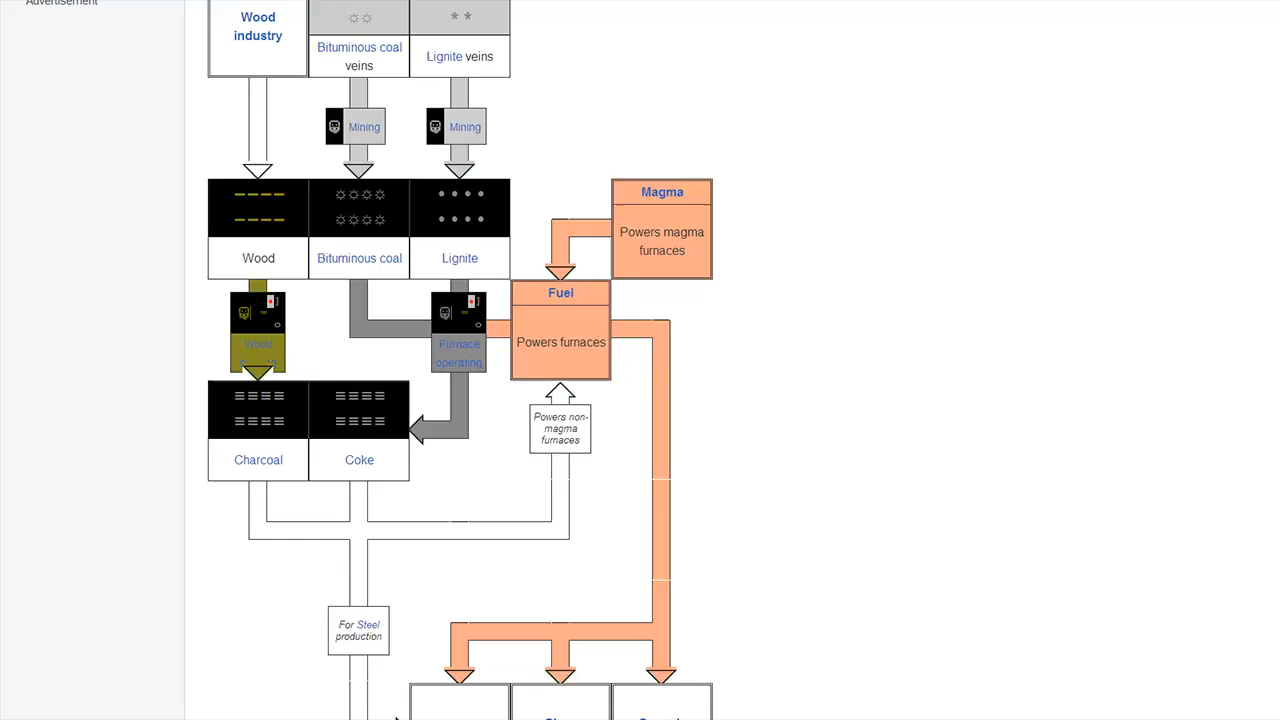 Advertisement
Wood
industry
Bituminous coal
veins
Lignite veins
Mining
Mining
Magma
Powers magma
furnaces
Wood
Bituminous coal
Lignite
Fuel
Powers furnaces
Wood
Furnace
operating
Powers non-
magma
furnaces
Charcoal
Coke
For Steel
production